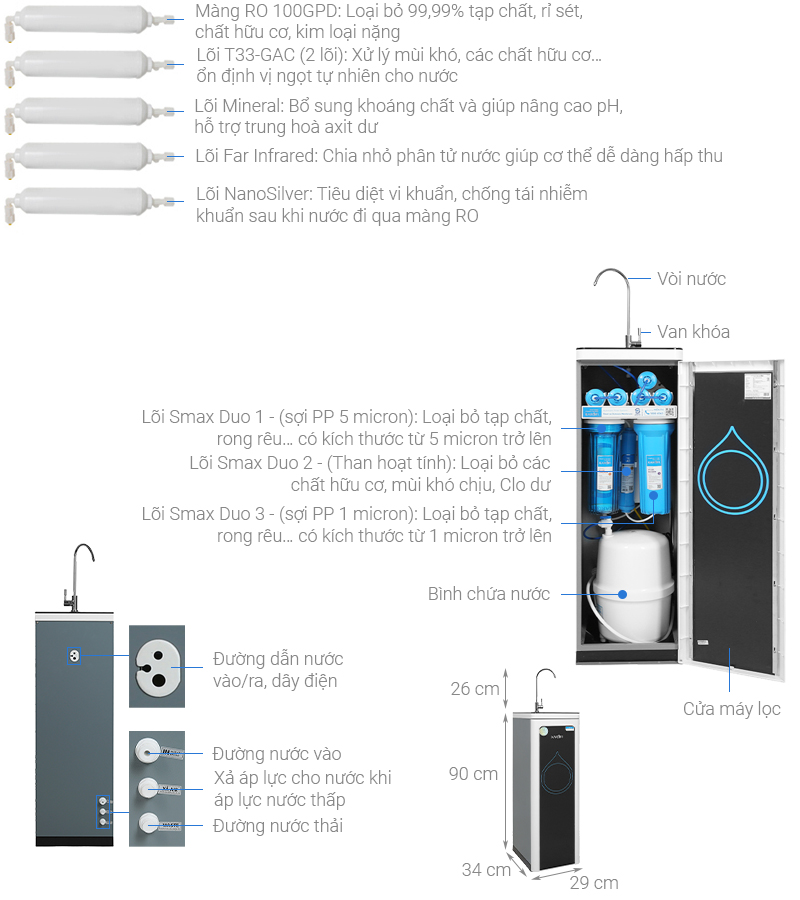 Màng RO 100GPD: Loại bỏ 99,99% tạp chất, rỉ sét,
chất hữu cơ, kim loại nặng
Lõi T33-GAC (2 lõi): Xử lý mùi khó, các chất hữu cơ...
ổn định vị ngọt tự nhiên cho nước
Lõi Mineral: Bổ sung khoáng chất và giúp nâng cao pH,
hỗ trợ trung hoà axit dư
Lõi Far Infrared: Chia nhỏ phân tử nước giúp cơ thể dễ dàng hấp thu
Lõi NanoSilver: Tiêu diệt vi khuẩn, chống tái nhiễm
khuẩn sau khi nước đi qua màng RO
Vòi nước
Van khóa
Lõi Smax Duo 1 - (sợi PP 5 micron): Loại bỏ tạp chất,
rong rêu... có kích thước từ 5 micron trở lên
Lõi Smax Duo 2 - (Than hoạt tính): Loại bỏ các
chất hữu cơ, mùi khó chịu, Clo dư
Lõi Smax Duo 3 - (sợi PP 1 micron): Loại bỏ tạp chất,
rong rêu... có kích thước từ 1 micron trở lên
Bình chứa nước
Cửa máy lọc
Đường dẫn nước
vào/ra, dây điện
Đường nước vào
Xả áp lực cho nước khi
áp lực nước thấp
Đường nước thải
26 cm
90 cm
34 cm
29 cm